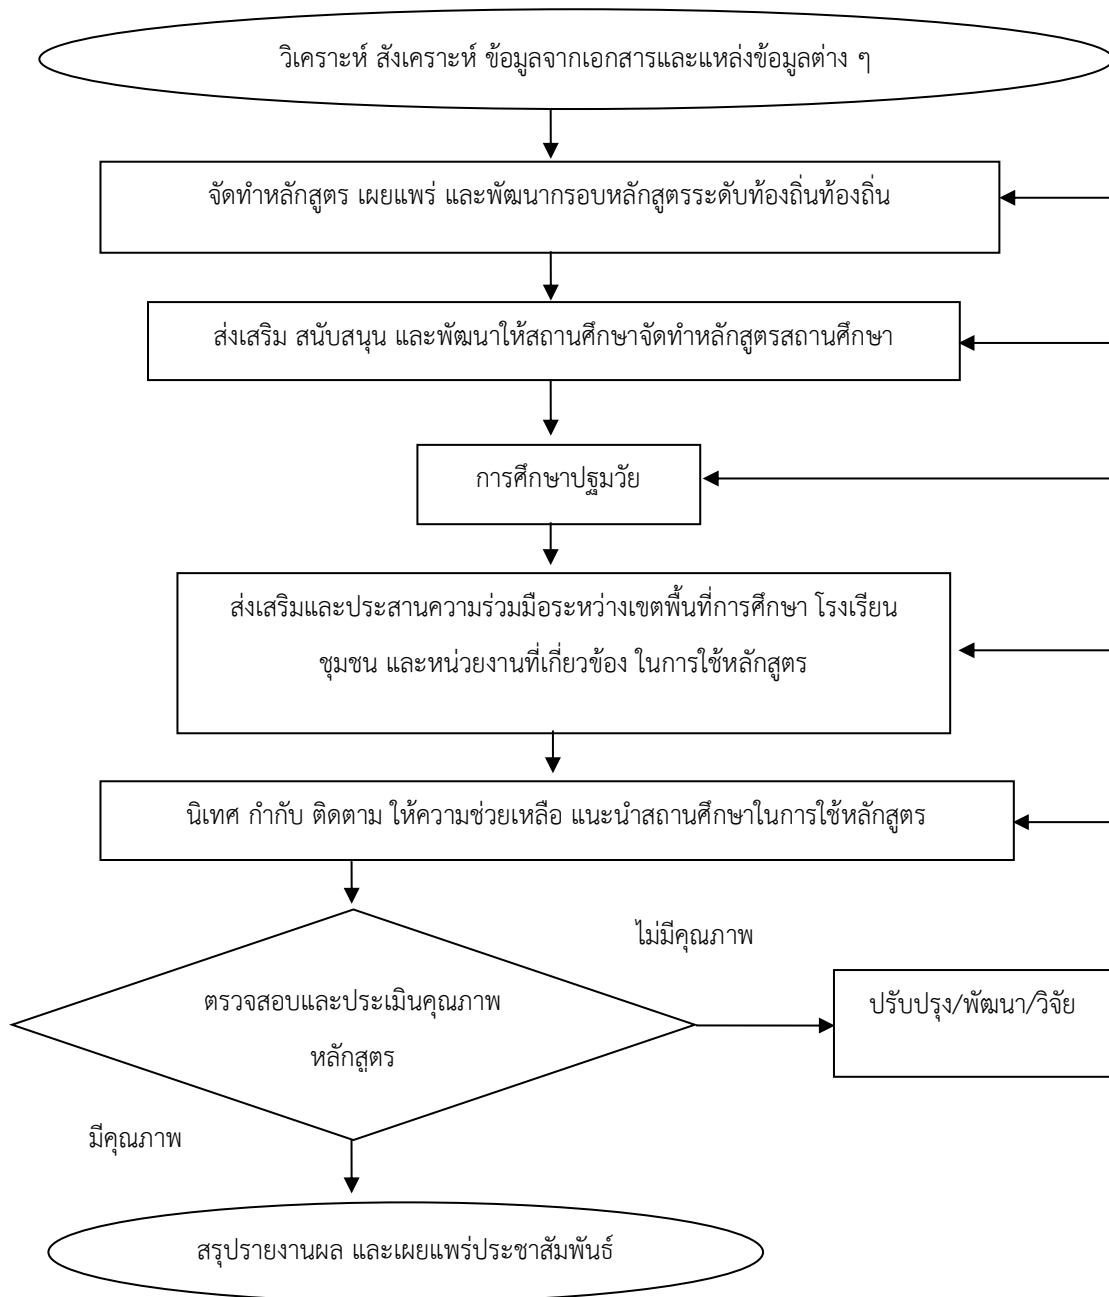 วิเคราะห์ สังเคราะห์ ข้อมูลจากเอกสารและแหล่งข้อมูลต่าง ๆ
จัดทำหลักสูตร เผยแพร่ และพัฒนากรอบหลักสูตรระดับท้องถิ่นท้องถิ่น
ส่งเสริม สนับสนุน และพัฒนาให้สถานศึกษาจัดทำหลักสูตรสถานศึกษา
การศึกษาปฐมวัย
ส่งเสริมและประสานความร่วมมือระหว่างเขตพื้นที่การศึกษา โรงเรียน
ชุมชน และหน่วยงานที่เกี่ยวข้อง ในการใช้หลักสูตร
นิเทศ กำกับ ติดตาม ให้ความช่วยเหลือ แนะนำสถานศึกษาในการใช้หลักสูตร
ไม่มีคุณภาพ
ตรวจสอบและประเมินคุณภาพ
หลักสูตร
ปรับปรุง/พัฒนา/วิจัย
มีคุณภาพ
สรุปรายงานผล และเผยแพร่ประชาสัมพันธ์